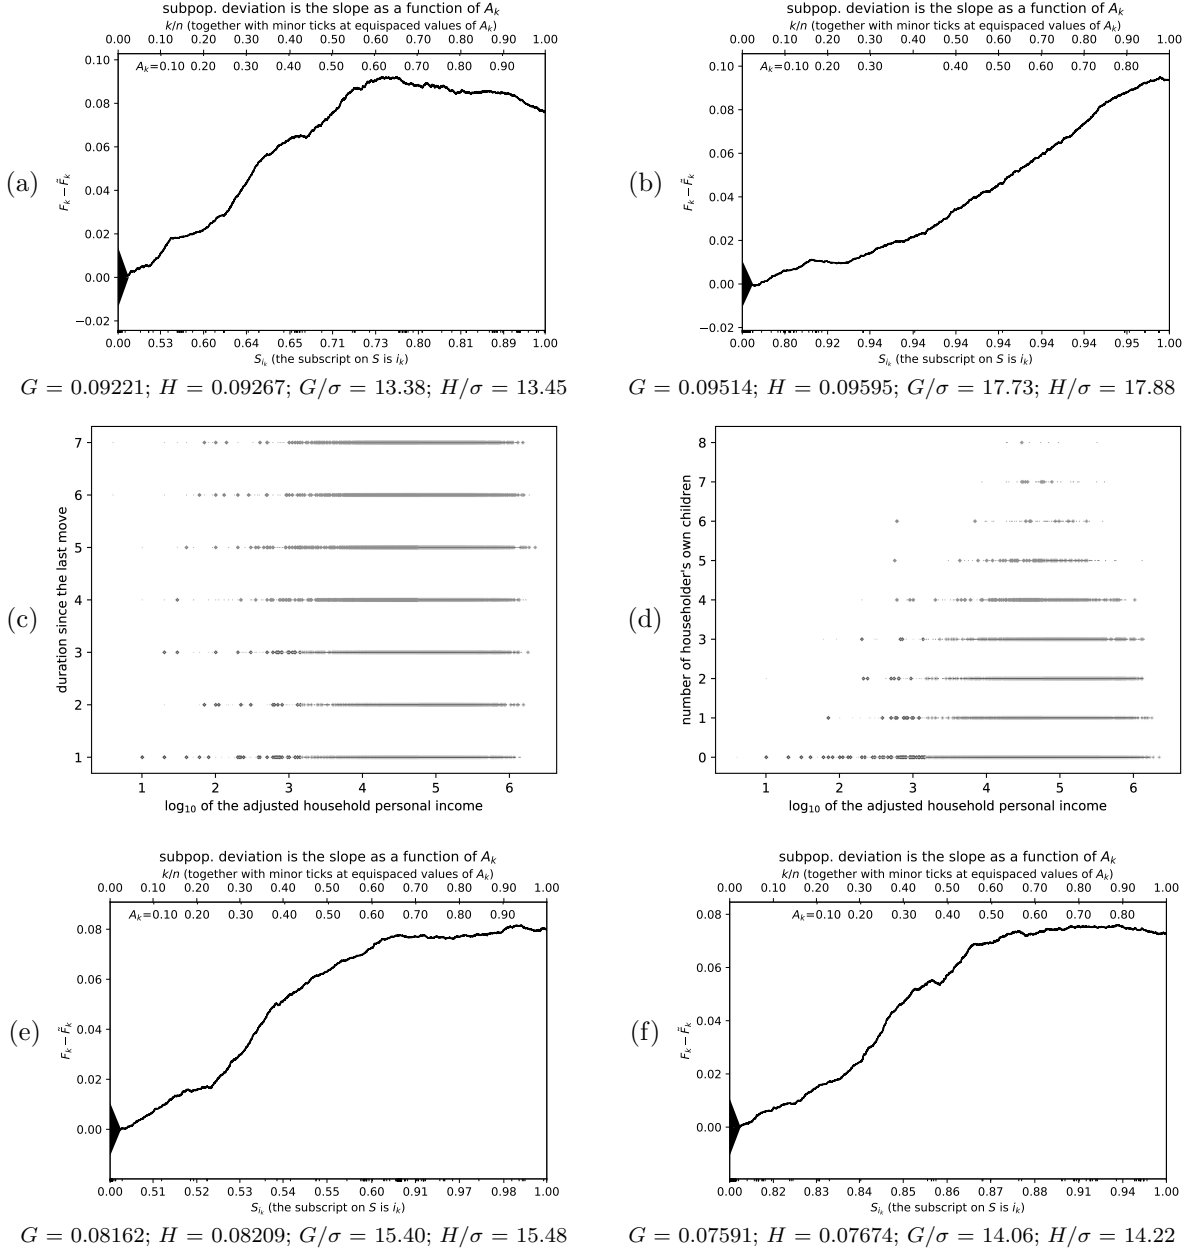 subpop. deviation is the slope as a function of A_k
k/n (together with minor ticks at equispaced values of A_k)
0.00 0.10 0.20 0.30 0.40 0.50 0.60 0.70 0.80 0.90 1.00
A_k=0.10 0.20 0.30 0.40 0.50 0.60 0.70 0.80 0.90
0.10
0.08
0.06
0.04
0.02
0.00
−0.02
F_k − F̃_k
(a)
0.00 0.53 0.60 0.64 0.65 0.71 0.73 0.75 0.81 0.89 1.00
S_{i_k} (the subscript on S is i_k)
G = 0.09221; H = 0.09267; G/σ = 13.38; H/σ = 13.45
subpop. deviation is the slope as a function of A_k
k/n (together with minor ticks at equispaced values of A_k)
0.00 0.10 0.20 0.30 0.40 0.50 0.60 0.70 0.80 0.90 1.00
A_k=0.10 0.20 0.30 0.40 0.50 0.60 0.70 0.80
0.10
0.08
0.06
0.04
0.02
0.00
−0.02
F_k − F̃_k
(b)
0.00 0.80 0.92 0.94 0.94 0.94 0.94 0.94 0.94 0.95 1.00
S_{i_k} (the subscript on S is i_k)
G = 0.09514; H = 0.09595; G/σ = 17.73; H/σ = 17.88
(c)
duration since the last move
7
6
5
4
3
2
1
1 2 3 4 5 6
log₁₀ of the adjusted household personal income
(d)
number of householder's own children
8
7
6
5
4
3
2
1
0
1 2 3 4 5 6
log₁₀ of the adjusted household personal income
subpop. deviation is the slope as a function of A_k
k/n (together with minor ticks at equispaced values of A_k)
0.00 0.10 0.20 0.30 0.40 0.50 0.60 0.70 0.80 0.90 1.00
A_k=0.10 0.20 0.30 0.40 0.50 0.60 0.70 0.80 0.90
0.08
0.06
0.04
0.02
0.00
F_k − F̃_k
(e)
0.00 0.51 0.52 0.53 0.54 0.55 0.60 0.91 0.97 0.98 1.00
S_{i_k} (the subscript on S is i_k)
G = 0.08162; H = 0.08209; G/σ = 15.40; H/σ = 15.48
subpop. deviation is the slope as a function of A_k
k/n (together with minor ticks at equispaced values of A_k)
0.00 0.10 0.20 0.30 0.40 0.50 0.60 0.70 0.80 0.90 1.00
A_k=0.10 0.20 0.30 0.40 0.50 0.60 0.70 0.80
0.08
0.06
0.04
0.02
0.00
F_k − F̃_k
(f)
0.00 0.82 0.83 0.84 0.85 0.86 0.87 0.88 0.91 0.94 1.00
S_{i_k} (the subscript on S is i_k)
G = 0.07591; H = 0.07674; G/σ = 14.06; H/σ = 14.22